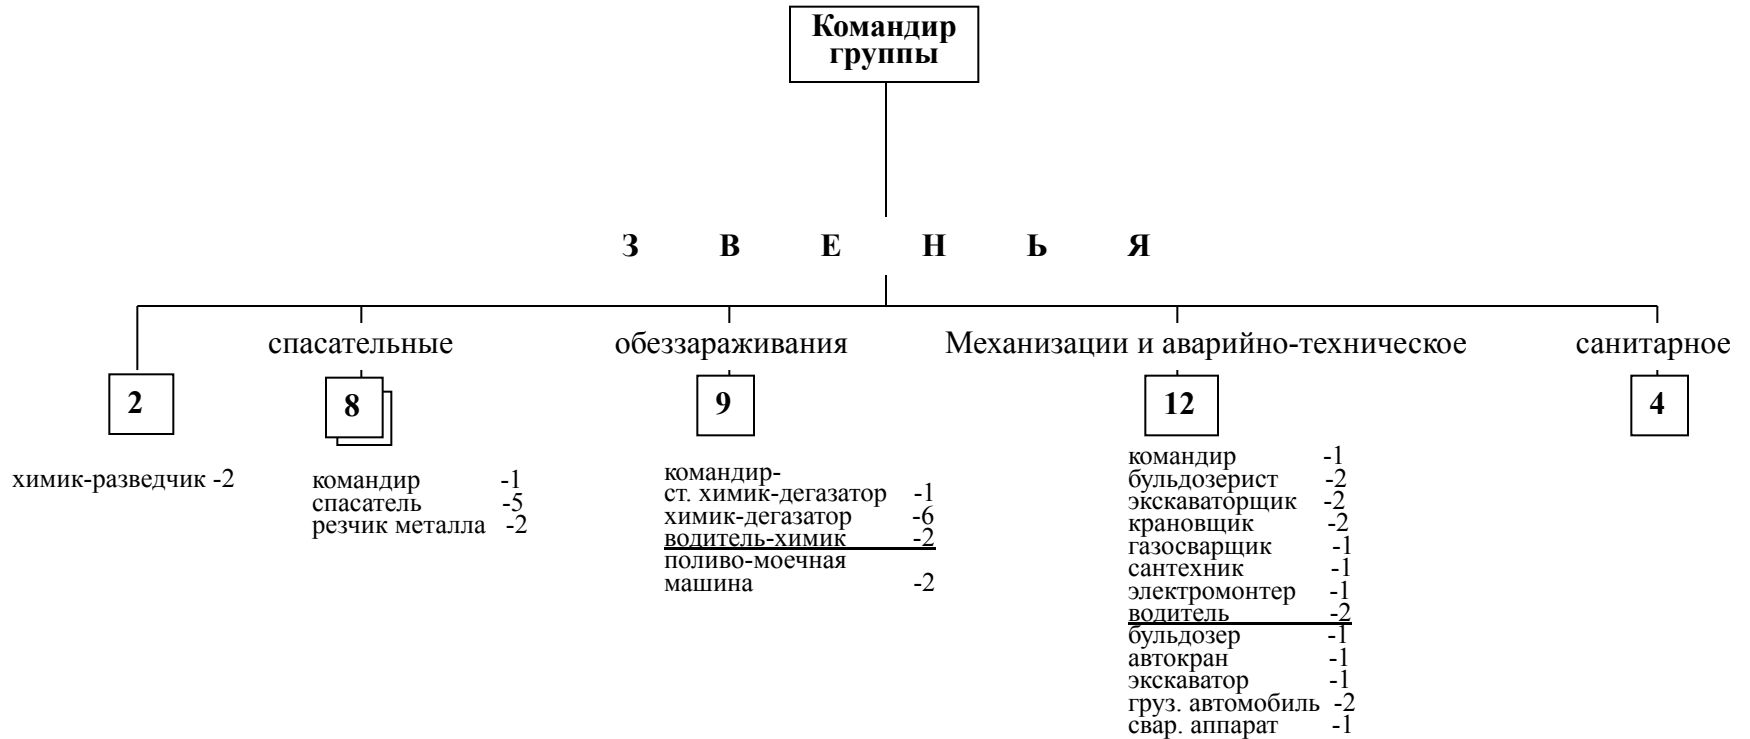 Командир
группы
З В Е Н Ь Я
спасательные
обеззараживания
Механизации и аварийно-техническое
санитарное
2
8
9
12
4
химик-разведчик -2
командир -1
спасатель -5
резчик металла -2
командир-
ст. химик-дегазатор -1
химик-дегазатор -6
водитель-химик -2
поливо-моечная
машина -2
командир -1
бульдозерист -2
экскаваторщик -2
крановщик -2
газосварщик -1
сантехник -1
электромонтер -1
водитель -2
бульдозер -1
автокран -1
экскаватор -1
груз. автомобиль -2
свар. аппарат -1